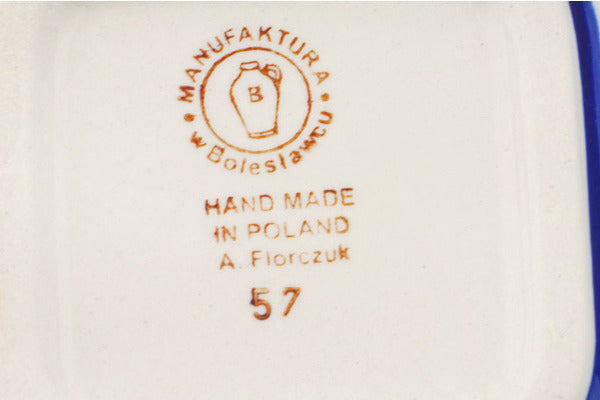 MANUFAKTURA
B
w Bolesławcu
HAND MADE
IN POLAND
A. Florczuk
57